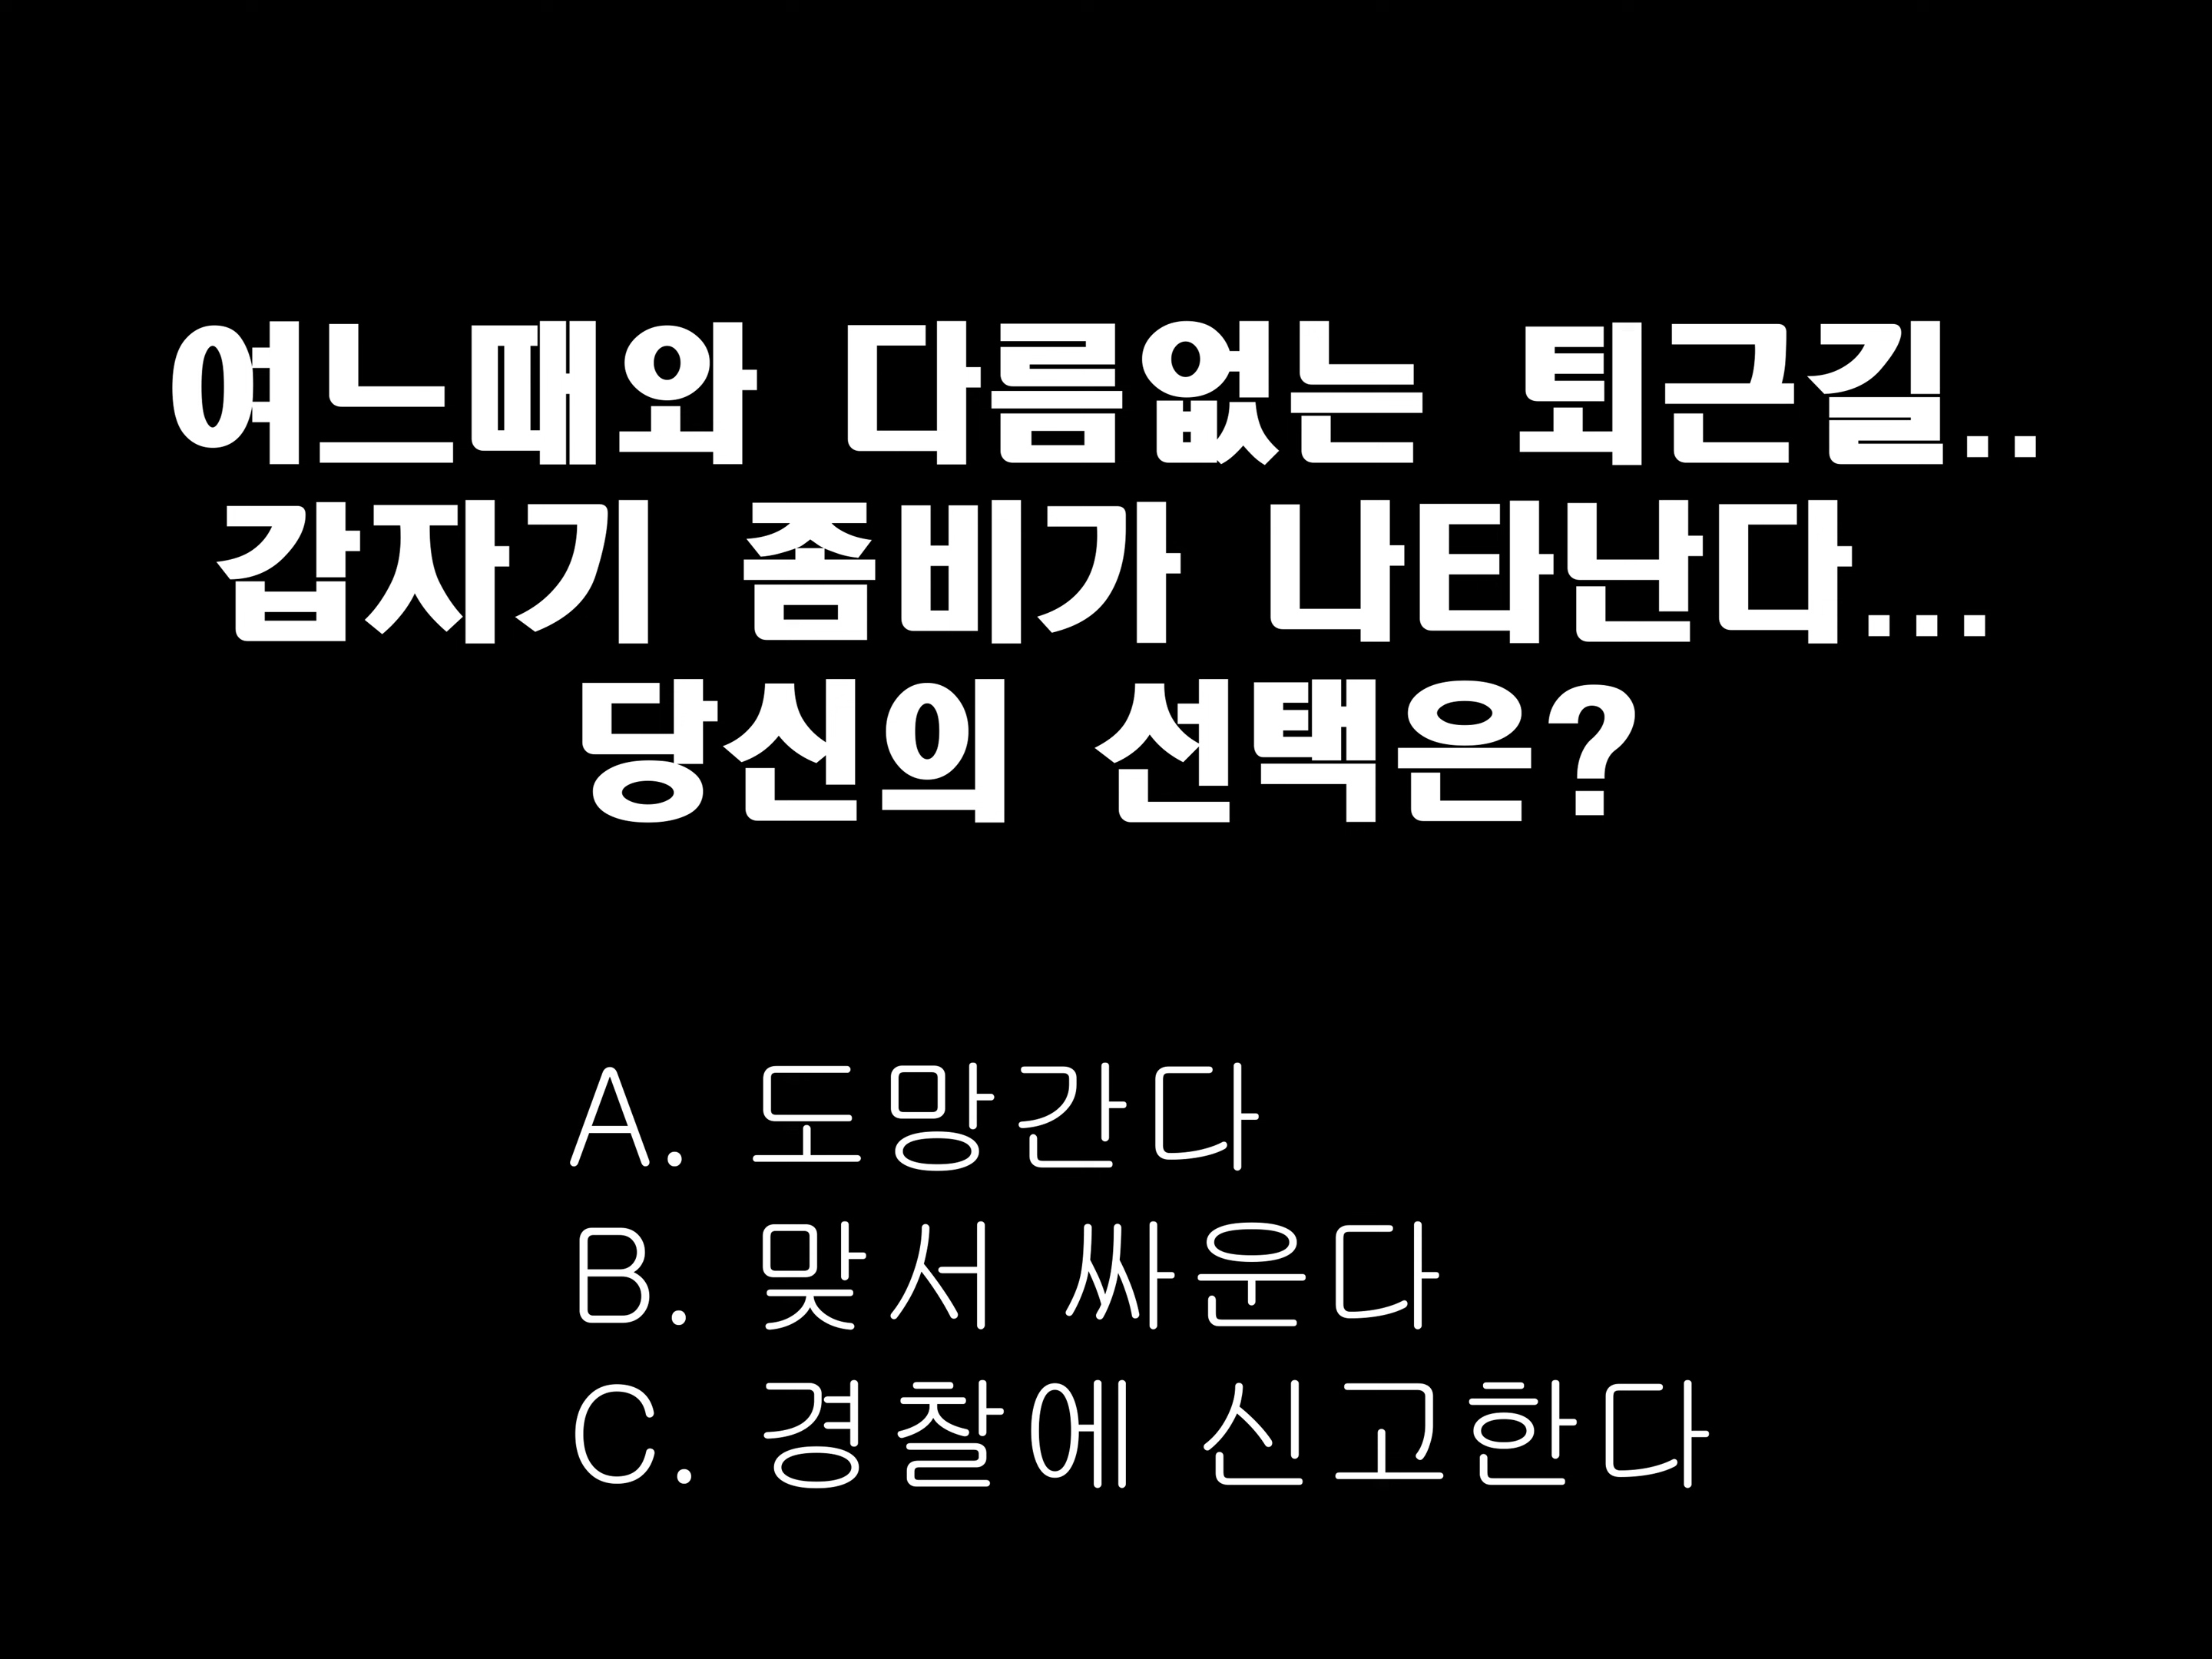 여느때와 다름없는 퇴근길..
갑자기 좀비가 나타난다...
당신의 선택은?
A. 도망간다
B. 맞서 싸운다
C. 경찰에 신고한다